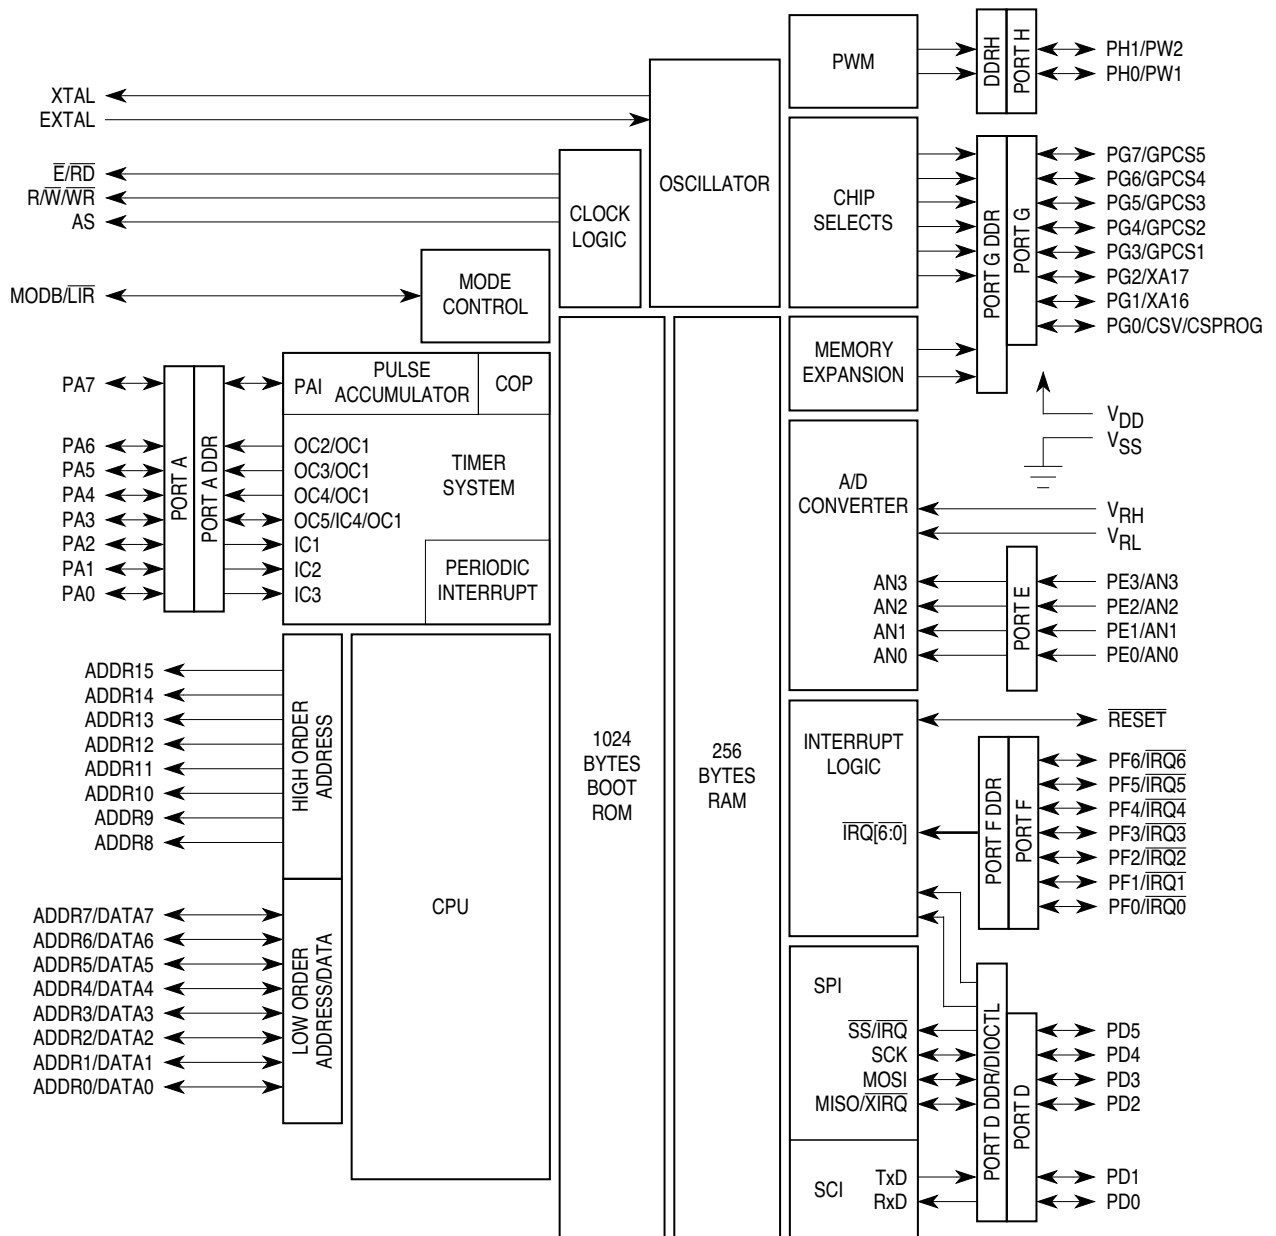 PWM
DDRH
PORT H
PH1/PW2
PH0/PW1
XTAL
EXTAL
OSCILLATOR
E/RD
R/W/WR
AS
CLOCK
LOGIC
CHIP
SELECTS
PORT G DDR
PORT G
PG7/GPCS5
PG6/GPCS4
PG5/GPCS3
PG4/GPCS2
PG3/GPCS1
PG2/XA17
PG1/XA16
PG0/CSV/CSPROG
MODB/LIR
MODE
CONTROL
MEMORY
EXPANSION
VDD
VSS
PA7
PA6
PA5
PA4
PA3
PA2
PA1
PA0
PORT A
PORT A DDR
PAI
PULSE
ACCUMULATOR
COP
OC2/OC1
OC3/OC1
OC4/OC1
OC5/IC4/OC1
IC1
IC2
IC3
TIMER
SYSTEM
PERIODIC
INTERRUPT
A/D
CONVERTER
AN3
AN2
AN1
AN0
VRH
VRL
PORT E
PE3/AN3
PE2/AN2
PE1/AN1
PE0/AN0
ADDR15
ADDR14
ADDR13
ADDR12
ADDR11
ADDR10
ADDR9
ADDR8
HIGH ORDER
ADDRESS
ADDR7/DATA7
ADDR6/DATA6
ADDR5/DATA5
ADDR4/DATA4
ADDR3/DATA3
ADDR2/DATA2
ADDR1/DATA1
ADDR0/DATA0
LOW ORDER
ADDRESS/DATA
CPU
1024
BYTES
BOOT
ROM
256
BYTES
RAM
INTERRUPT
LOGIC
IRQ[6:0]
RESET
PORT F DDR
PORT F
PF6/IRQ6
PF5/IRQ5
PF4/IRQ4
PF3/IRQ3
PF2/IRQ2
PF1/IRQ1
PF0/IRQ0
SPI
SS/IRQ
SCK
MOSI
MISO/XIRQ
SCI
TxD
RxD
PORT D DDR/DIOCTL
PORT D
PD5
PD4
PD3
PD2
PD1
PD0